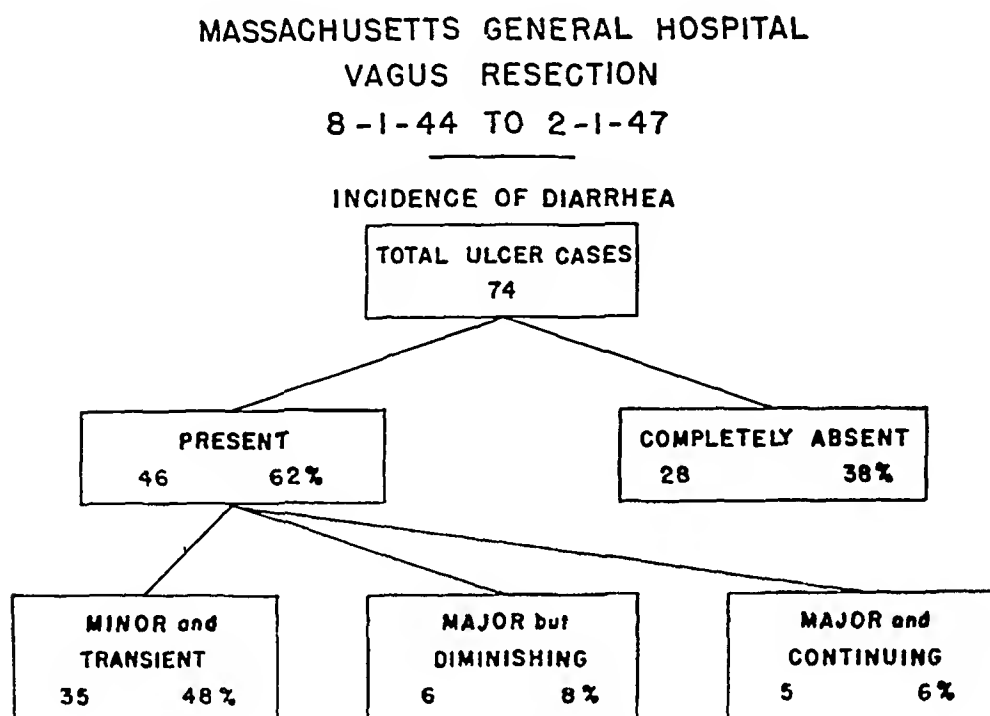 MASSACHUSETTS GENERAL HOSPITAL
VAGUS RESECTION
8-1-44 TO 2-1-47
INCIDENCE OF DIARRHEA
TOTAL ULCER CASES
74
PRESENT
46 62%
COMPLETELY ABSENT
28 38%
MINOR and
TRANSIENT
35 48%
MAJOR but
DIMINISHING
6 8%
MAJOR and
CONTINUING
5 6%